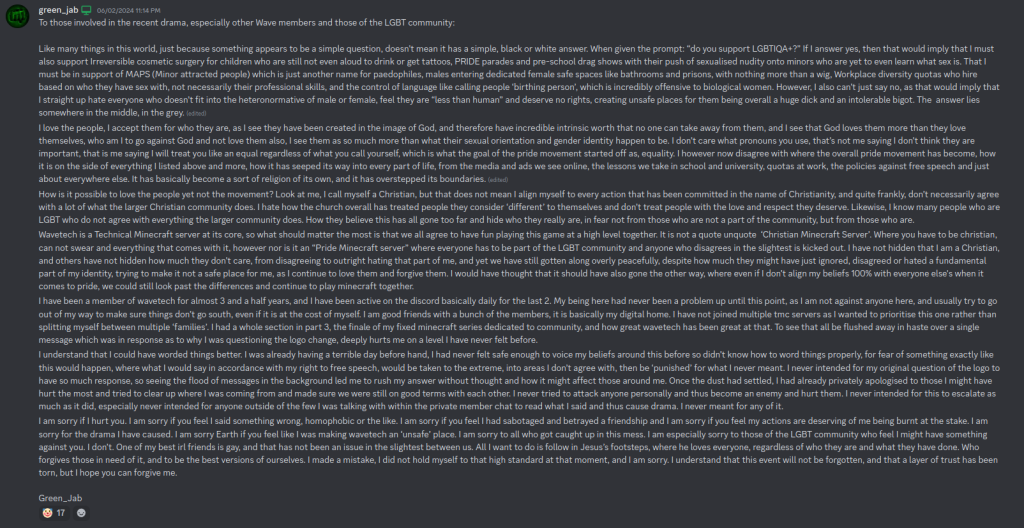 green_jab 06/02/2024 11:14 PM
To those involved in the recent drama, especially other Wave members and those of the LGBT community:
Like many things in this world, just because something appears to be a simple question, doesn't mean it has a simple, black or white answer. When given the prompt: "do you support LGBTIQA+?" If I answer yes, then that would imply that I must
also support Irreversible cosmetic surgery for children who are still not even aloud to drink or get tattoos, PRIDE parades and pre-school drag shows with their push of sexualised nudity onto minors who are yet to even learn what sex is. That I
must be in support of MAPS (Minor attracted people) which is just another name for paedophiles, males entering dedicated female safe spaces like bathrooms and prisons, with nothing more than a wig, Workplace diversity quotas who hire
based on who they have sex with, not necessarily their professional skills, and the control of language like calling people 'birthing person', which is incredibly offensive to biological women. However, I also can't just say no, as that would imply that
I straight up hate everyone who doesn't fit into the heteronormative of male or female, feel they are "less than human" and deserve no rights, creating unsafe places for them being overall a huge dick and an intolerable bigot. The answer lies
somewhere in the middle, in the grey. (edited)
I love the people, I accept them for who they are, as I see they have been created in the image of God, and therefore have incredible intrinsic worth that no one can take away from them, and I see that God loves them more than they love
themselves, who am I to go against God and not love them also, I see them as so much more than what their sexual orientation and gender identity happen to be. I don't care what pronouns you use, that's not me saying I don't think they are
important, that is me saying I will treat you like an equal regardless of what you call yourself, which is what the goal of the pride movement started off as, equality. I however now disagree with where the overall pride movement has become, how
it is on the side of everything I listed above and more, how it has seeped its way into every part of life, from the media and ads we see online, the lessons we take in school and university, quotas at work, the policies against free speech and just
about everywhere else. It has basically become a sort of religion of its own, and it has overstepped its boundaries. (edited)
How is it possible to love the people yet not the movement? Look at me, I call myself a Christian, but that does not mean I align myself to every action that has been committed in the name of Christianity, and quite frankly, don't necessarily agree
with a lot of what the larger Christian community does. I hate how the church overall has treated people they consider 'different' to themselves and don't treat people with the love and respect they deserve. Likewise, I know many people who are
LGBT who do not agree with everything the larger community does. How they believe this has all gone too far and hide who they really are, in fear not from those who are not a part of the community, but from those who are.
Wavetech is a Technical Minecraft server at its core, so what should matter the most is that we all agree to have fun playing this game at a high level together. It is not a quote unquote 'Christian Minecraft Server'. Where you have to be christian,
can not swear and everything that comes with it, however nor is it an "Pride Minecraft server" where everyone has to be part of the LGBT community and anyone who disagrees in the slightest is kicked out. I have not hidden that I am a Christian,
and others have not hidden how much they don't care, from disagreeing to outright hating that part of me, and yet we have still gotten along overly peacefully, despite how much they might have just ignored, disagreed or hated a fundamental
part of my identity, trying to make it not a safe place for me, as I continue to love them and forgive them. I would have thought that it should have also gone the other way, where even if I don't align my beliefs 100% with everyone else's when it
comes to pride, we could still look past the differences and continue to play minecraft together.
I have been a member of wavetech for almost 3 and a half years, and I have been active on the discord basically daily for the last 2. My being here had never been a problem up until this point, as I am not against anyone here, and usually try to go
out of my way to make sure things don't go south, even if it is at the cost of myself. I am good friends with a bunch of the members, it is basically my digital home. I have not joined multiple tmc servers as I wanted to prioritise this one rather than
splitting myself between multiple 'families'. I had a whole section in part 3, the finale of my fixed minecraft series dedicated to community, and how great wavetech has been great at that. To see that all be flushed away in haste over a single
message which was in response as to why I was questioning the logo change, deeply hurts me on a level I have never felt before.
I understand that I could have worded things better. I was already having a terrible day before hand, I had never felt safe enough to voice my beliefs around this before so didn't know how to word things properly, for fear of something exactly like
this would happen, where what I would say in accordance with my right to free speech, would be taken to the extreme, into areas I don't agree with, then be 'punished' for what I never meant. I never intended for my original question of the logo to
have so much response, so seeing the flood of messages in the background led me to rush my answer without thought and how it might affect those around me. Once the dust had settled, I had already privately apologised to those I might have
hurt the most and tried to clear up where I was coming from and made sure we were still on good terms with each other. I never tried to attack anyone personally and thus become an enemy and hurt them. I never intended for this to escalate as
much as it did, especially never intended for anyone outside of the few I was talking with within the private member chat to read what I said and thus cause drama. I never meant for any of it.
I am sorry if I hurt you. I am sorry if you feel I said something wrong, homophobic or the like. I am sorry if you feel I had sabotaged and betrayed a friendship and I am sorry if you feel my actions are deserving of me being burnt at the stake. I am
sorry for the drama I have caused. I am sorry Earth if you feel like I was making wavetech an 'unsafe' place. I am sorry to all who got caught up in this mess. I am especially sorry to those of the LGBT community who feel I might have something
against you. I don't. One of my best irl friends is gay, and that has not been an issue in the slightest between us. All I want to do is follow in Jesus's footsteps, where he loves everyone, regardless of who they are and what they have done. Who
forgives those in need of it, and to be the best versions of ourselves. I made a mistake, I did not hold myself to that high standard at that moment, and I am sorry. I understand that this event will not be forgotten, and that a layer of trust has been
torn, but I hope you can forgive me.
Green_Jab
17